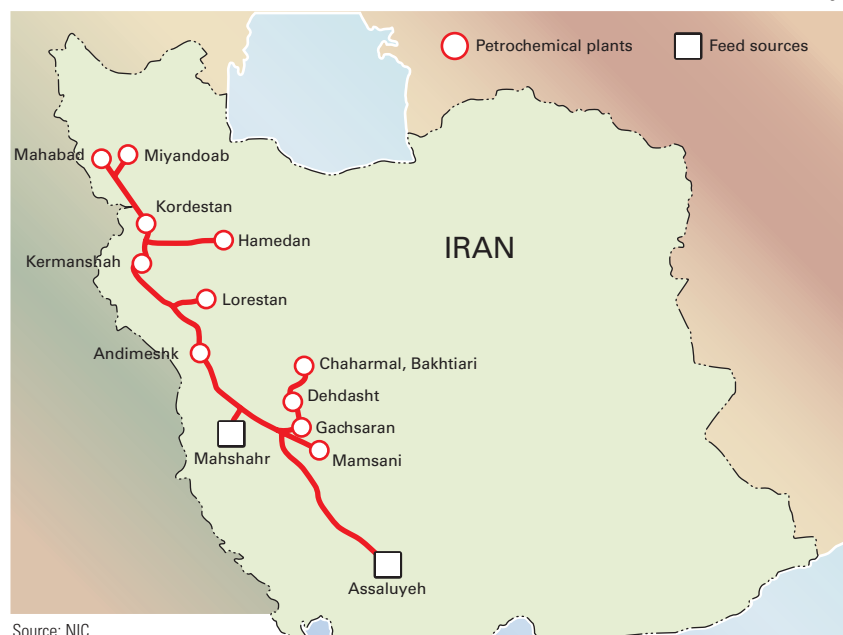 Petrochemical plants
Feed sources
Mahabad
Miyandoab
Kordestan
Hamedan
IRAN
Kermanshah
Lorestan
Andimeshk
Chaharmal, Bakhtiari
Dehdasht
Gachsaran
Mahshahr
Mamsani
Assaluyeh
Source: NIC